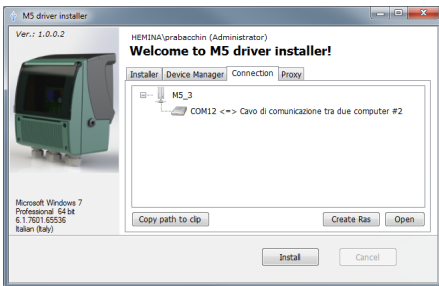 M5 driver installer
Ver.: 1.0.0.2
HEMINA\prabacchin (Administrator)
Welcome to M5 driver installer!
Installer Device Manager Connection Proxy
M5_3
COM12 <=> Cavo di comunicazione tra due computer #2
Microsoft Windows 7
Professional 64 bit
6.1.7601.65536
Italian (Italy)
Copy path to clip Create Ras Open
Install Cancel